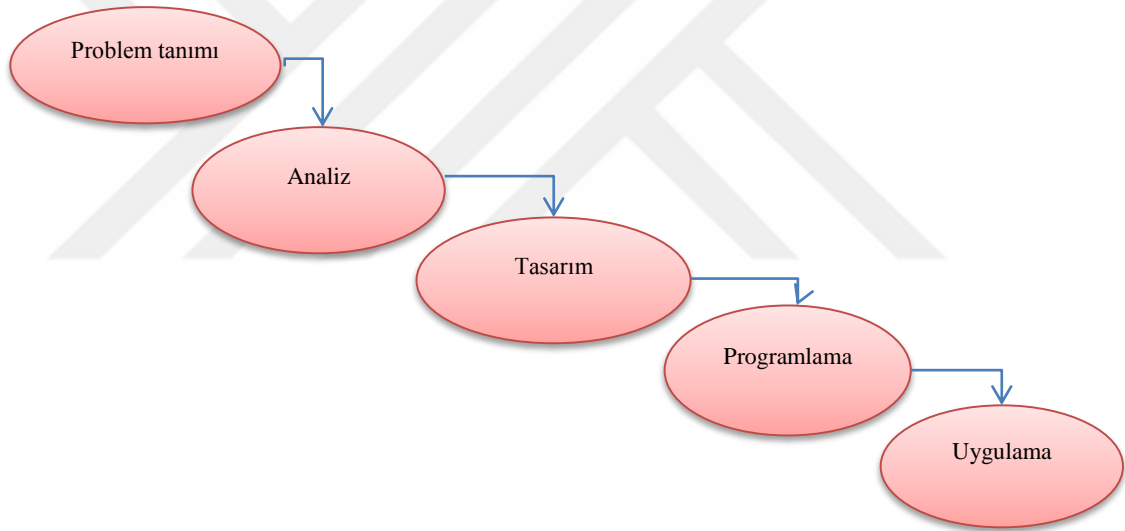 Problem tanımı
Analiz
Tasarım
Programlama
Uygulama